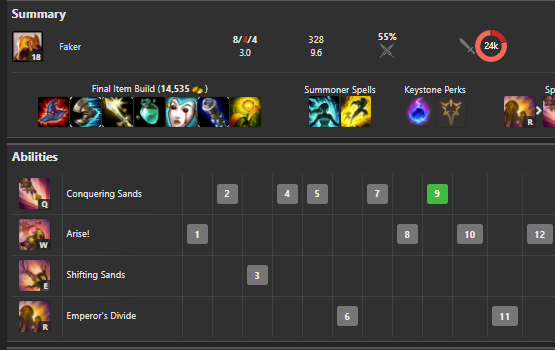 Summary
18 Faker 8/4/4 328 55% 24k
3.0 9.6
Final Item Build (14,535) Summoner Spells Keystone Perks Sp
R
Abilities
Q Conquering Sands 2 4 5 7 9
W Arise! 1 8 10 12
E Shifting Sands 3
R Emperor's Divide 6 11